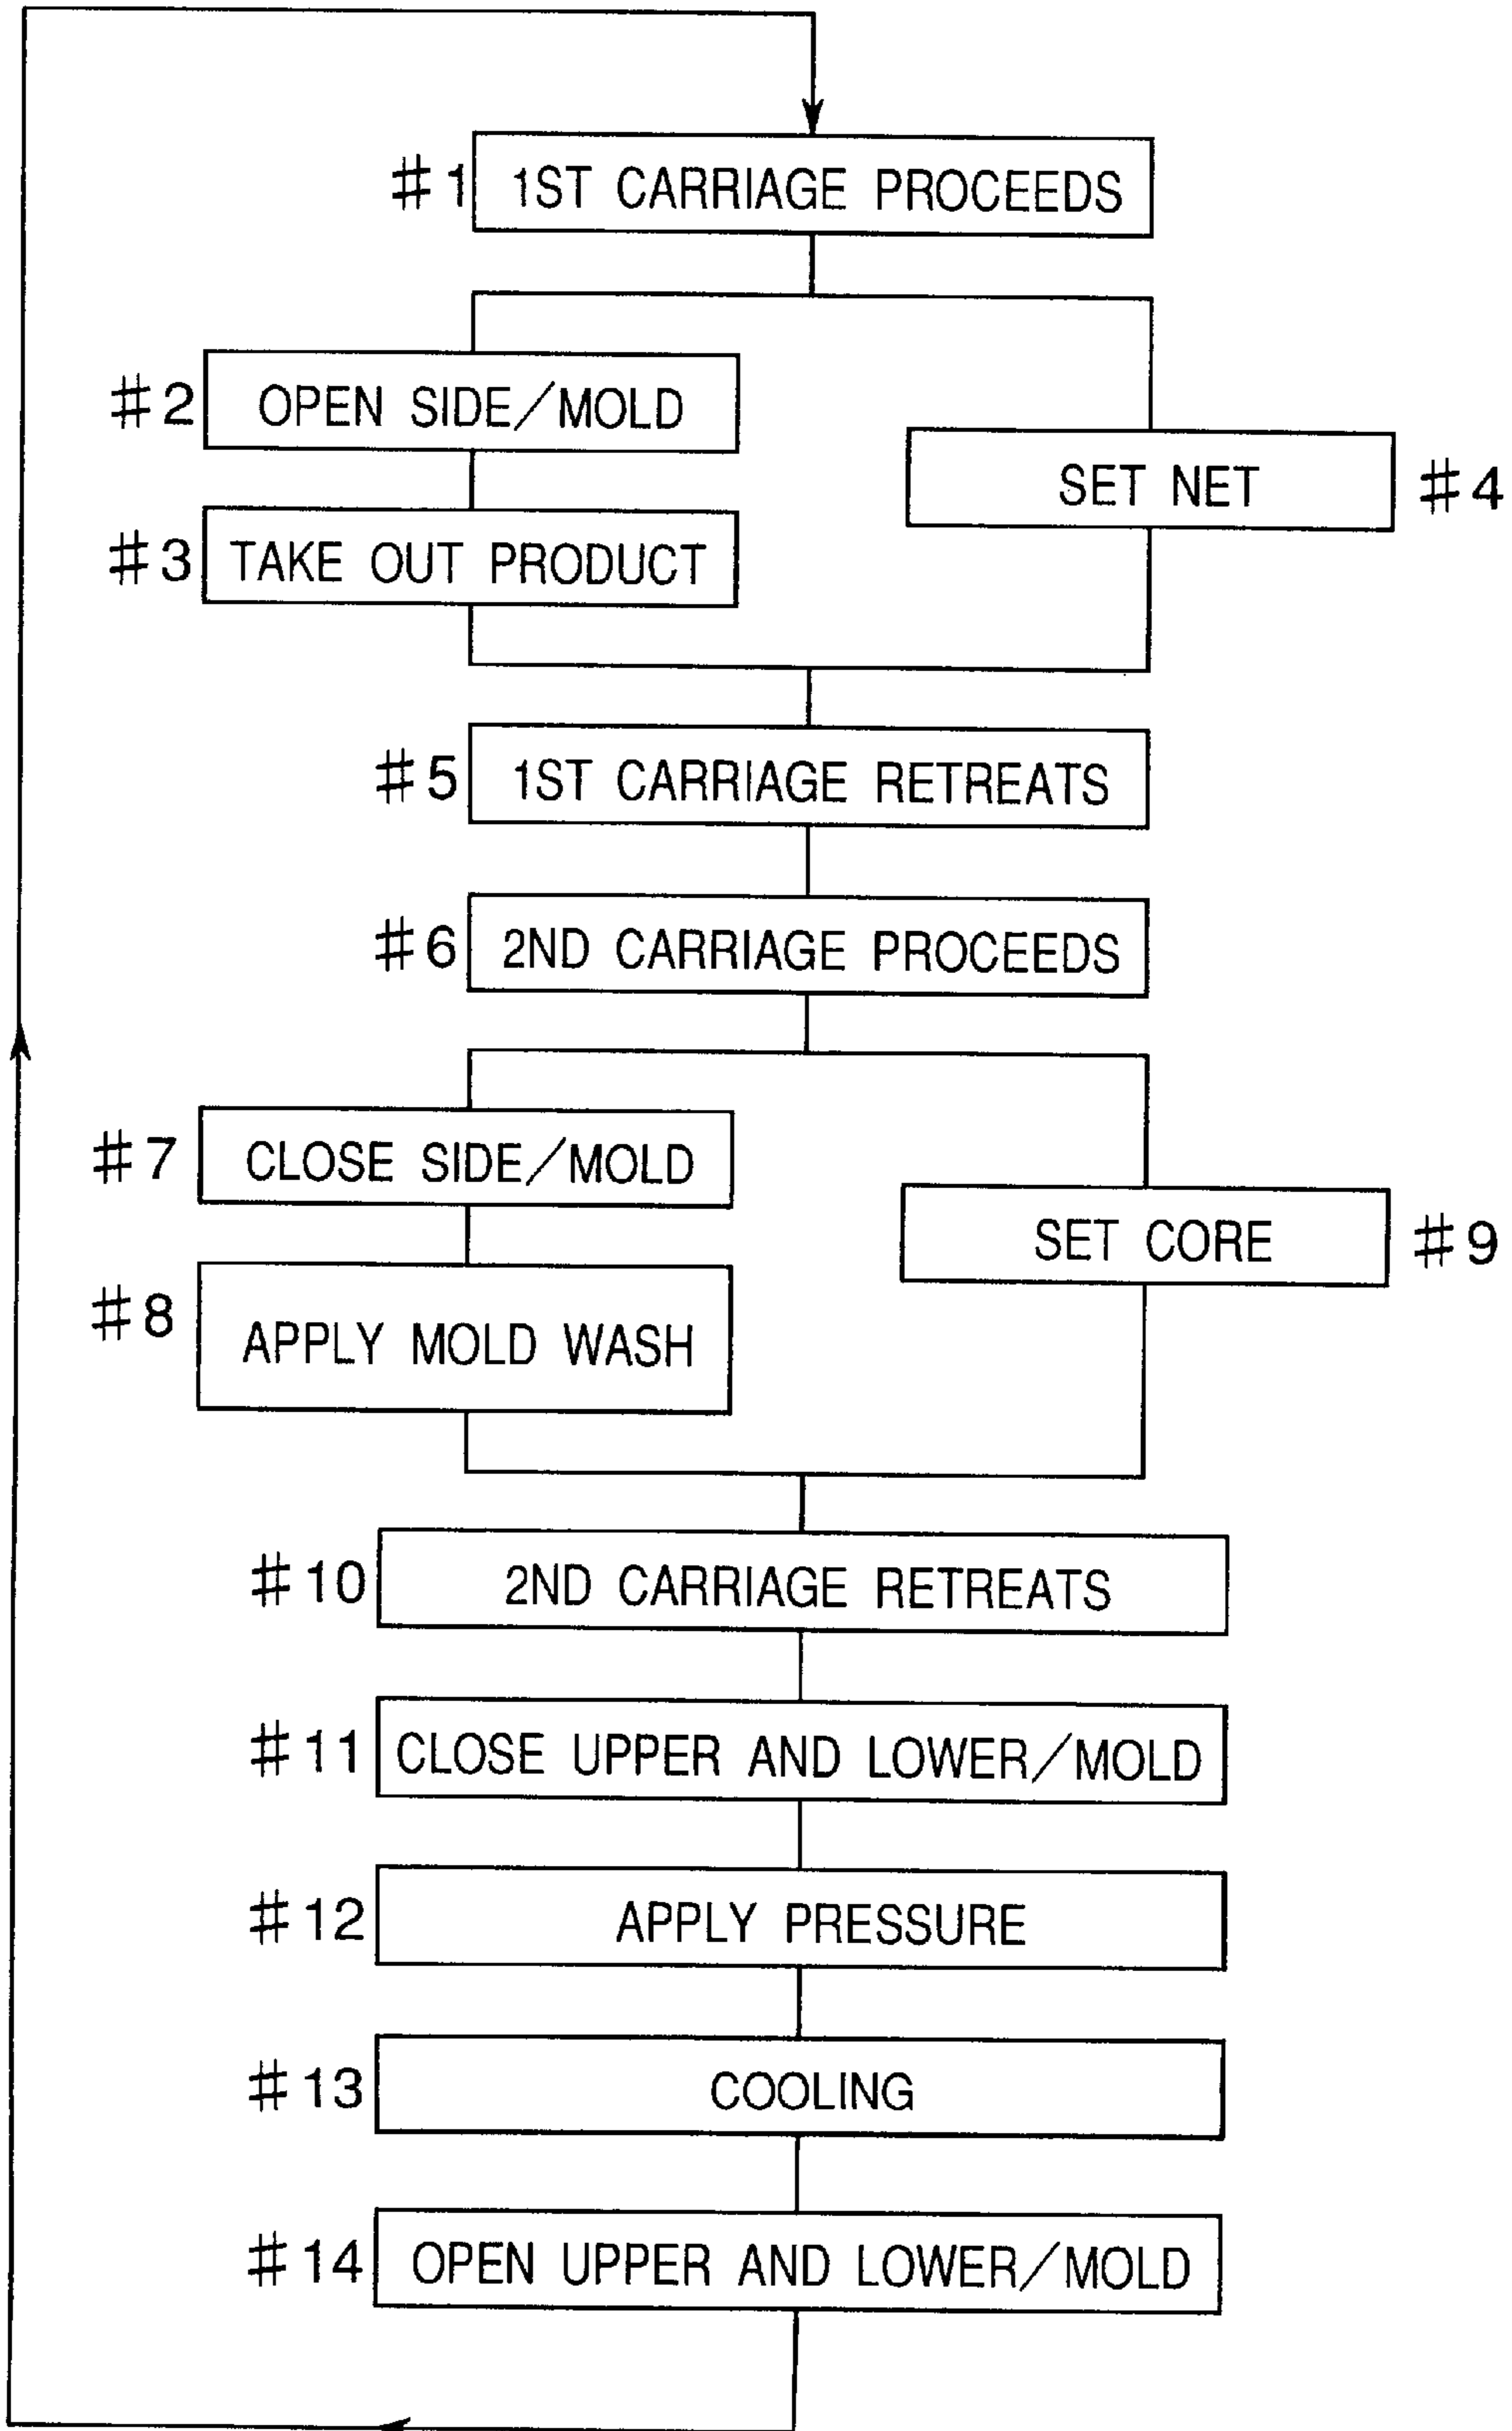 #1 1ST CARRIAGE PROCEEDS
#2 OPEN SIDE/MOLD
SET NET #4
#3 TAKE OUT PRODUCT
#5 1ST CARRIAGE RETREATS
#6 2ND CARRIAGE PROCEEDS
#7 CLOSE SIDE/MOLD
SET CORE #9
#8 APPLY MOLD WASH
#10 2ND CARRIAGE RETREATS
#11 CLOSE UPPER AND LOWER/MOLD
#12 APPLY PRESSURE
#13 COOLING
#14 OPEN UPPER AND LOWER/MOLD